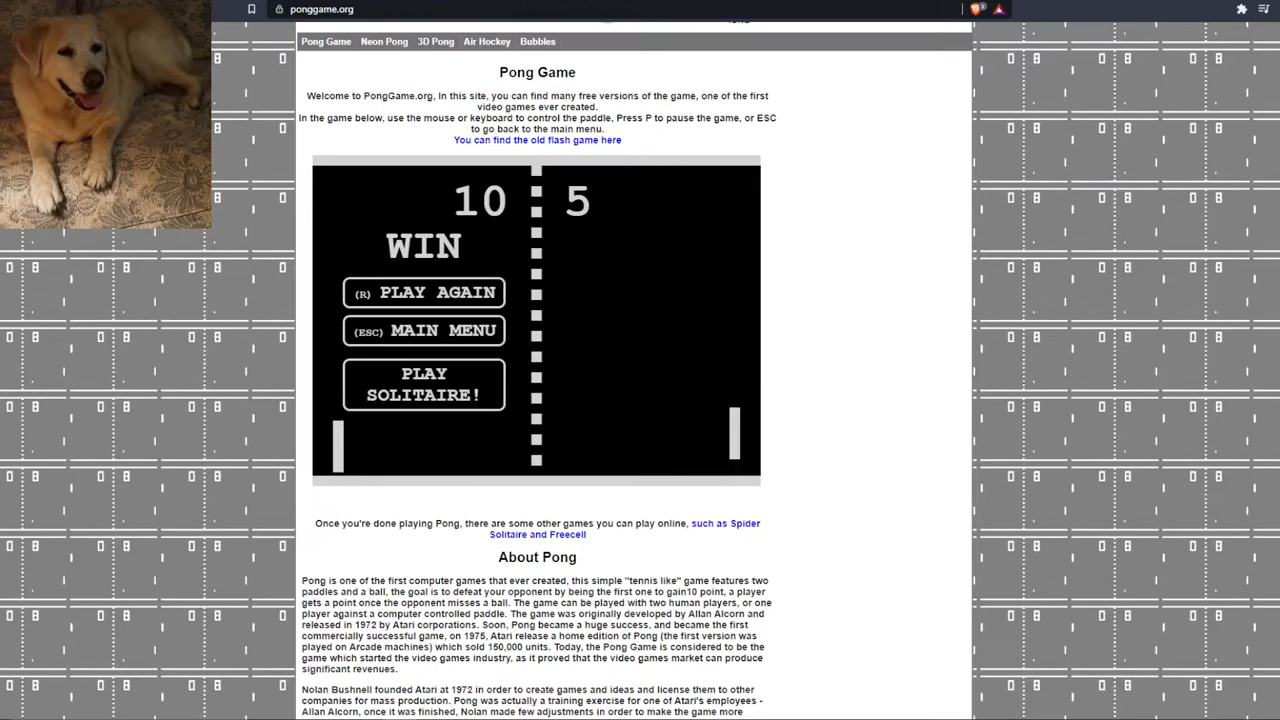 ponggame.org
Pong Game Neon Pong 3D Pong Air Hockey Bubbles
Pong Game
Welcome to PongGame.org, In this site, you can find many free versions of the game, one of the first
video games ever created.
In the game below, use the mouse or keyboard to control the paddle, Press P to pause the game, or ESC
to go back to the main menu.
You can find the old flash game here
10 5
WIN
(R) PLAY AGAIN
(ESC) MAIN MENU
PLAY
SOLITAIRE!
Once you're done playing Pong, there are some other games you can play online, such as Spider
Solitaire and Freecell
About Pong
Pong is one of the first computer games that ever created, this simple "tennis like" game features two
paddles and a ball, the goal is to defeat your opponent by being the first one to gain10 point, a player
gets a point once the opponent misses a ball. The game can be played with two human players, or one
player against a computer controlled paddle. The game was originally developed by Allan Alcorn and
released in 1972 by Atari corporations. Soon, Pong became a huge success, and became the first
commercially successful game, on 1975, Atari release a home edition of Pong (the first version was
played on Arcade machines) which sold 150,000 units. Today, the Pong Game is considered to be the
game which started the video games industry, as it proved that the video games market can produce
significant revenues.
Nolan Bushnell founded Atari at 1972 in order to create games and ideas and license them to other
companies for mass production. Pong was actually a training exercise for one of Atari's employees -
Allan Alcorn, once it was finished, Nolan made few adjustments in order to make the game more